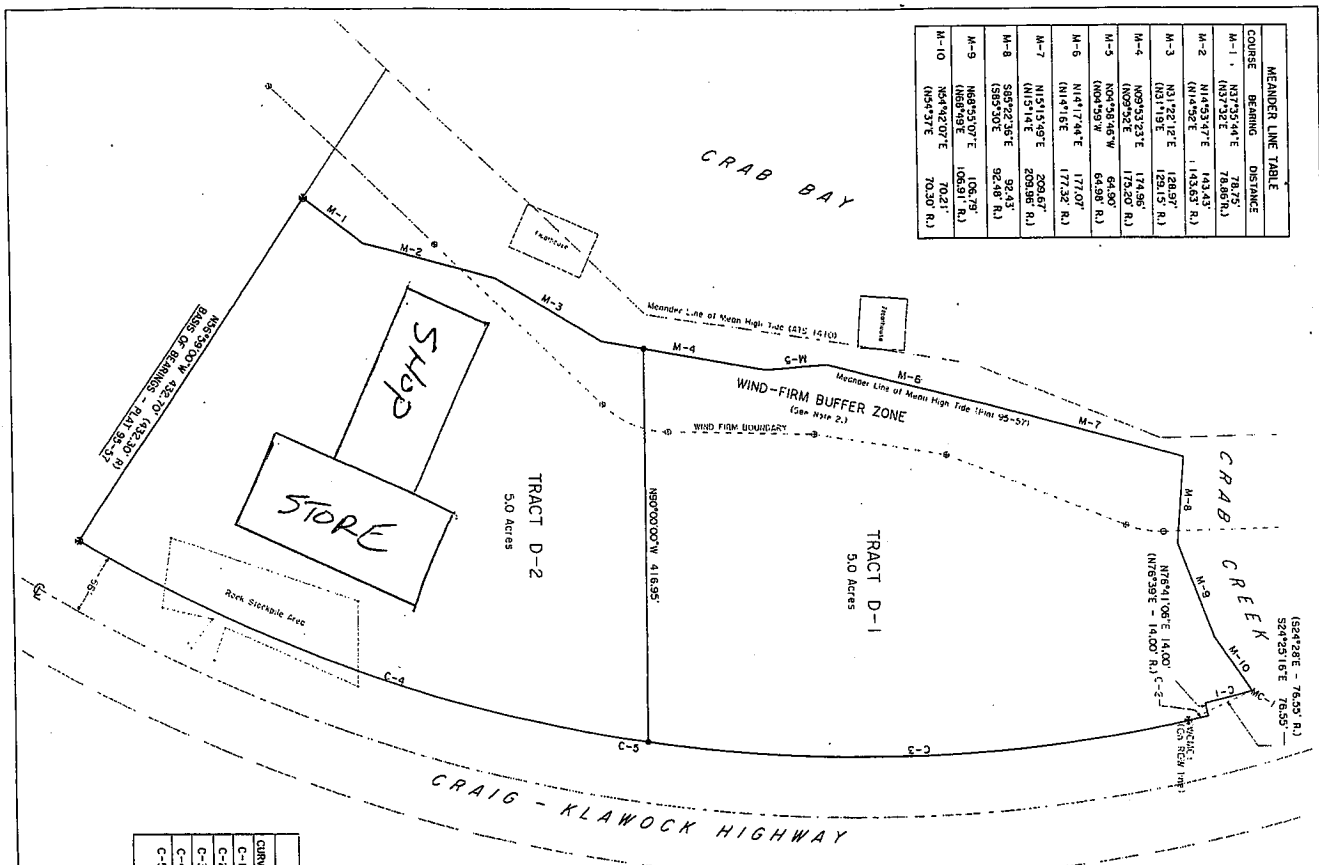 MEANDER LINE TABLE
COURSE BEARING DISTANCE
M-1 N37°35'44"E 78.75'
(N37°32'E 78.86' R.)
M-2 N14°53'47"E 143.43'
(N14°52'E 143.63' R.)
M-3 N31°22'12"E 128.97'
(N31°19'E 129.15' R.)
M-4 N09°53'23"E 174.96'
(N09°52'E 175.20' R.)
M-5 N04°58'46"W 64.90'
(N04°59'W 64.98' R.)
M-6 N14°17'44"E 177.07'
(N14°16'E 177.32' R.)
M-7 N15°15'49"E 209.67'
(N15°14'E 209.96' R.)
M-8 S85°22'36"E 92.43'
(S85°30'E 92.48' R.)
M-9 N68°55'07"E 106.79'
(N68°49'E 106.91' R.)
M-10 N54°42'07"E 70.21'
(N54°37'E 70.30' R.)
CRAB BAY
CRAB CREEK
Floathouse
Floathouse
Meander Line of Mean High Tide (ATS 1410)
Meander Line of Mean High Tide (Plat 95-57)
M-1
M-2
M-3
M-4
M-5
M-6
M-7
M-8
M-9
M-10
MC-1
WIND-FIRM BUFFER ZONE
(See Note 2.)
WIND FIRM BOUNDARY
(S24°28'E - 76.55' R.)
S24°25'16"E 76.55'
N76°41'06"E 14.00'
(N76°39'E - 14.00' R.)
C-1
C-2
TRACT D-1
5.0 Acres
TRACT D-2
5.0 Acres
N90°00'00"W 416.95'
SHOP
STORE
N56°59'00"W 432.70' (432.30' R)
BASIS OF BEARINGS - PLAT 95-57
Rock Stockpile Area
56'
C-4
C-5
C-3
CRAIG - KLAWOCK HIGHWAY
CURV
C-1
C-2